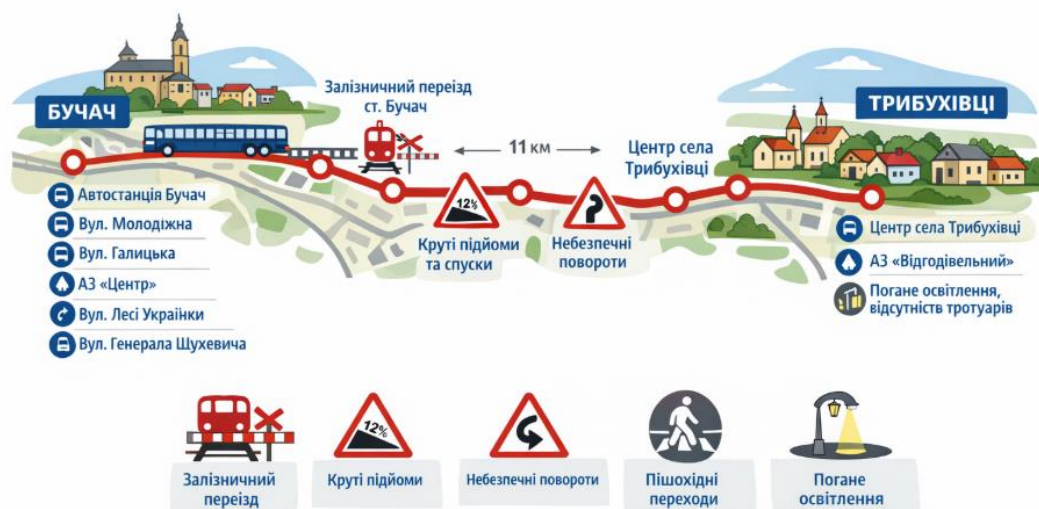 БУЧАЧ
Залізничний переїзд
ст. Бучач
11 км
ТРИБУХІВЦІ
Центр села
Трибухівці
Автостанція Бучач
Вул. Молодіжна
Вул. Галицька
АЗ «Центр»
Вул. Лесі Українки
Вул. Генерала Щухевича
12%
Круті підйоми
та спуски
Небезпечні
повороти
Центр села Трибухівці
АЗ «Відгодівельний»
Погане освітлення,
відсутність тротуарів
12%
Залізничний
переїзд
Круті підйоми
Небезпечні повороти
Пішохідні
переходи
Погане
освітлення